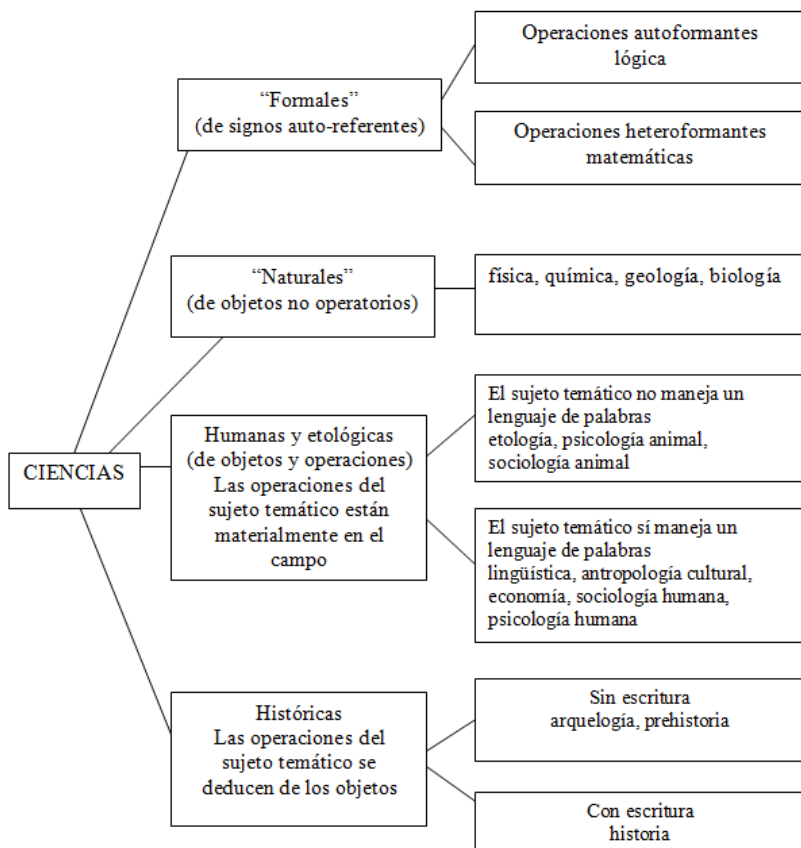 Operaciones autoformantes
lógica
“Formales”
(de signos auto-referentes)
Operaciones heteroformantes
matemáticas
“Naturales”
(de objetos no operatorios)
física, química, geología, biología
CIENCIAS
Humanas y etológicas
(de objetos y operaciones)
Las operaciones del
sujeto temático están
materialmente en el
campo
El sujeto temático no maneja un
lenguaje de palabras
etología, psicología animal,
sociología animal
El sujeto temático sí maneja un
lenguaje de palabras
lingüística, antropología cultural,
economía, sociología humana,
psicología humana
Históricas
Las operaciones del
sujeto temático se
deducen de los objetos
Sin escritura
arquelogía, prehistoria
Con escritura
historia